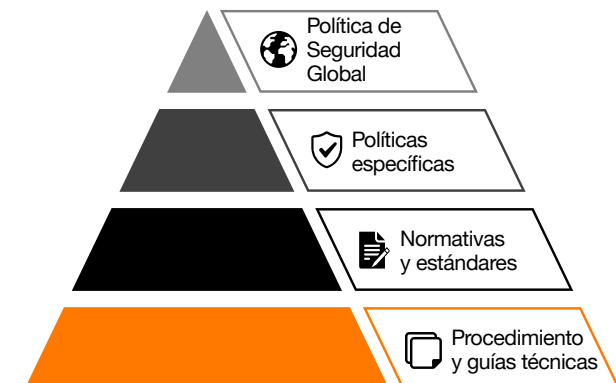 Política de
Seguridad
Global
Políticas
específicas
Normativas
y estándares
Procedimiento
y guías técnicas